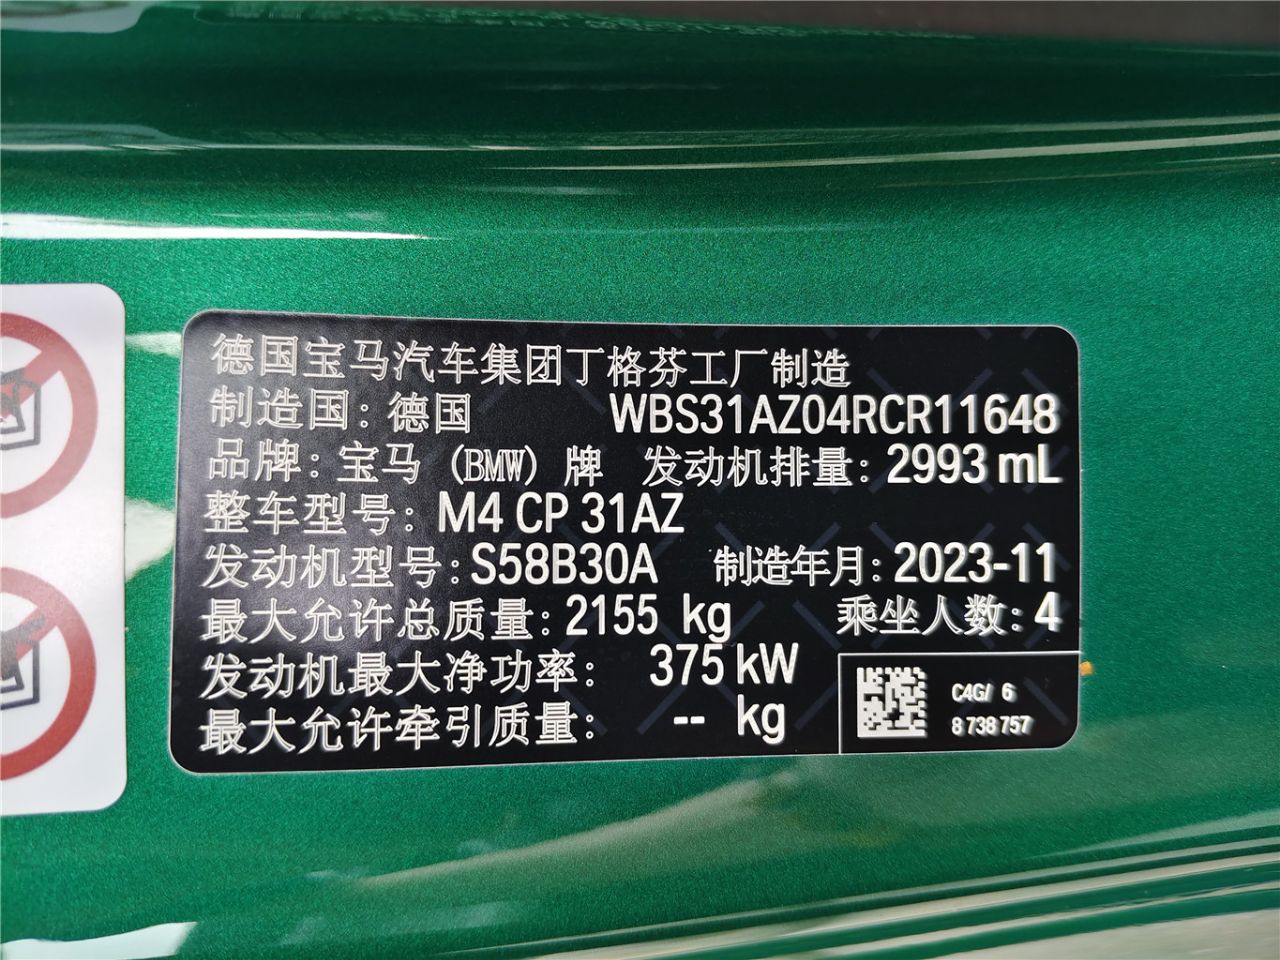 德国宝马汽车集团丁格芬工厂制造
制造国：德国 WBS31AZ04RCR11648
品牌：宝马（BMW）牌 发动机排量：2993 mL
整车型号：M4 CP 31AZ
发动机型号：S58B30A 制造年月：2023-11
最大允许总质量：2155 kg 乘坐人数：4
发动机最大净功率： 375 kW
最大允许牵引质量： -- kg
C4G/ 6
8 738 757